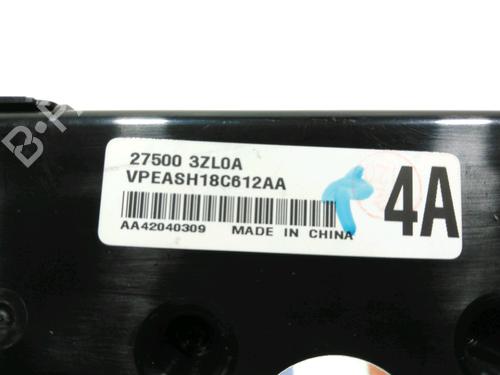 27500 3ZL0A
VPEASH18C612AA
4A
AA42040309 MADE IN CHINA